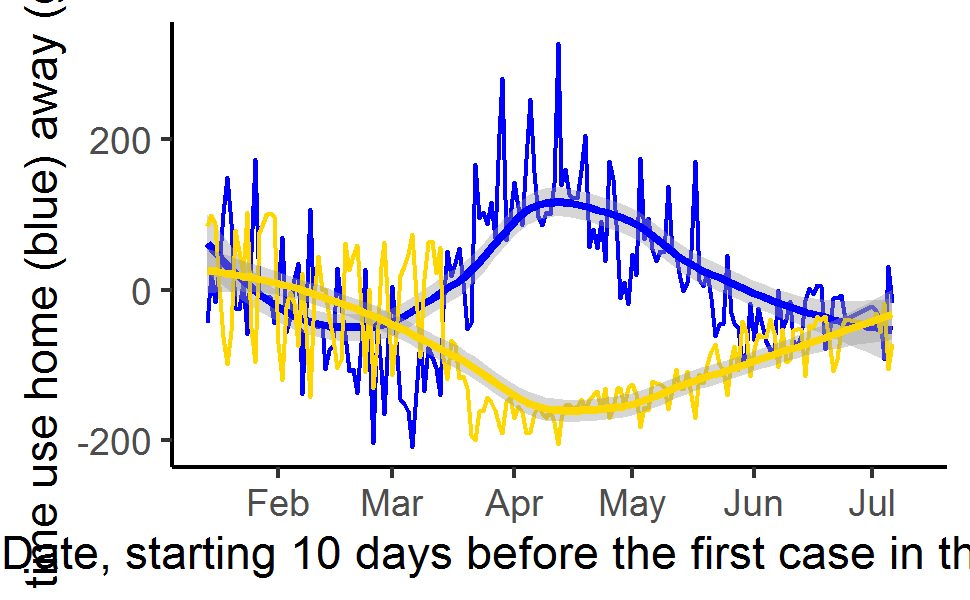 time use home (blue) away (
200
0
-200
Feb Mar Apr May Jun Jul
Date, starting 10 days before the first case in th